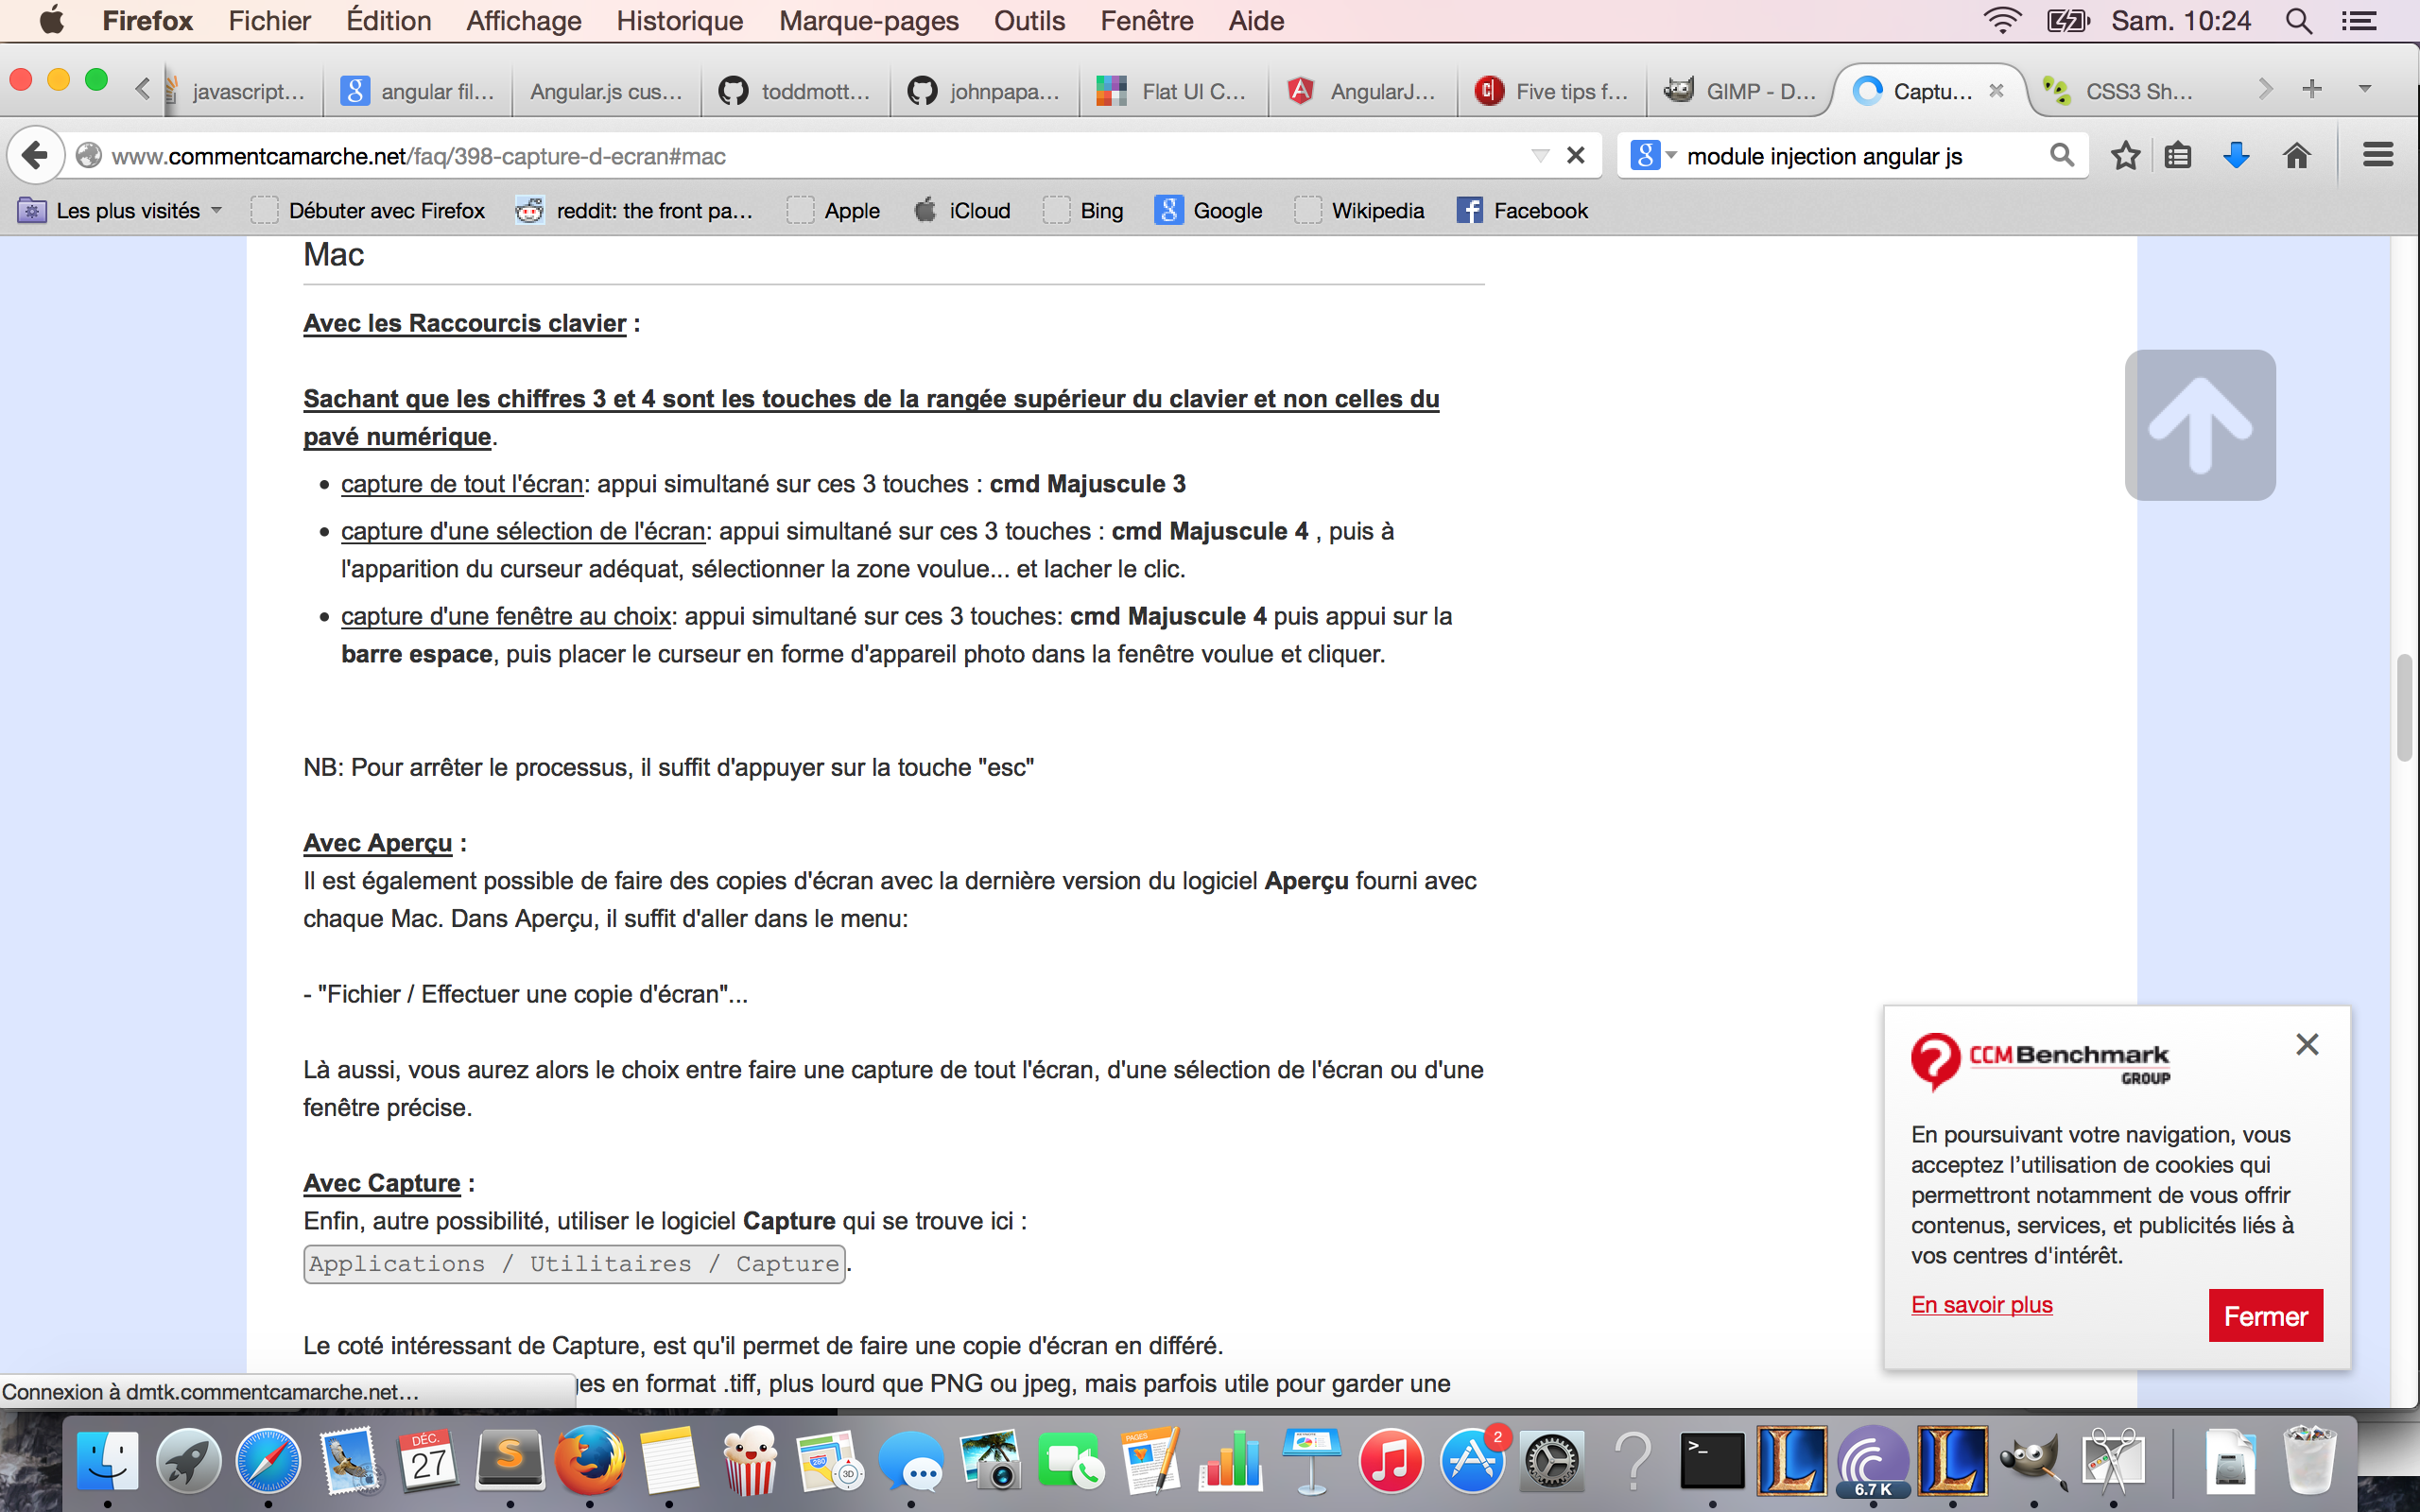 Firefox Fichier Édition Affichage Historique Marque-pages Outils Fenêtre Aide Sam. 10:24
javascript... angular fil... Angular.js cus... toddmott... johnpapa... Flat UI C... AngularJ... Five tips f... GIMP - D... Captu... CSS3 Sh...
www.commentcamarche.net/faq/398-capture-d-ecran#mac module injection angular js
Les plus visités Débuter avec Firefox reddit: the front pa... Apple iCloud Bing Google Wikipedia Facebook
Mac
Avec les Raccourcis clavier :
Sachant que les chiffres 3 et 4 sont les touches de la rangée supérieur du clavier et non celles du
pavé numérique.
• capture de tout l'écran: appui simultané sur ces 3 touches : cmd Majuscule 3
• capture d'une sélection de l'écran: appui simultané sur ces 3 touches : cmd Majuscule 4 , puis à
l'apparition du curseur adéquat, sélectionner la zone voulue... et lacher le clic.
• capture d'une fenêtre au choix: appui simultané sur ces 3 touches: cmd Majuscule 4 puis appui sur la
barre espace, puis placer le curseur en forme d'appareil photo dans la fenêtre voulue et cliquer.
NB: Pour arrêter le processus, il suffit d'appuyer sur la touche "esc"
Avec Aperçu :
Il est également possible de faire des copies d'écran avec la dernière version du logiciel Aperçu fourni avec
chaque Mac. Dans Aperçu, il suffit d'aller dans le menu:
- "Fichier / Effectuer une copie d'écran"...
Là aussi, vous aurez alors le choix entre faire une capture de tout l'écran, d'une sélection de l'écran ou d'une
fenêtre précise.
Avec Capture :
Enfin, autre possibilité, utiliser le logiciel Capture qui se trouve ici :
Applications / Utilitaires / Capture.
Le coté intéressant de Capture, est qu'il permet de faire une copie d'écran en différé.
es en format .tiff, plus lourd que PNG ou jpeg, mais parfois utile pour garder une
CCM Benchmark
GROUP
En poursuivant votre navigation, vous
acceptez l'utilisation de cookies qui
permettront notamment de vous offrir
contenus, services, et publicités liés à
vos centres d'intérêt.
En savoir plus
Fermer
Connexion à dmtk.commentcamarche.net...
DÉC.
27
280
3D
PAGES
2
6.7 K